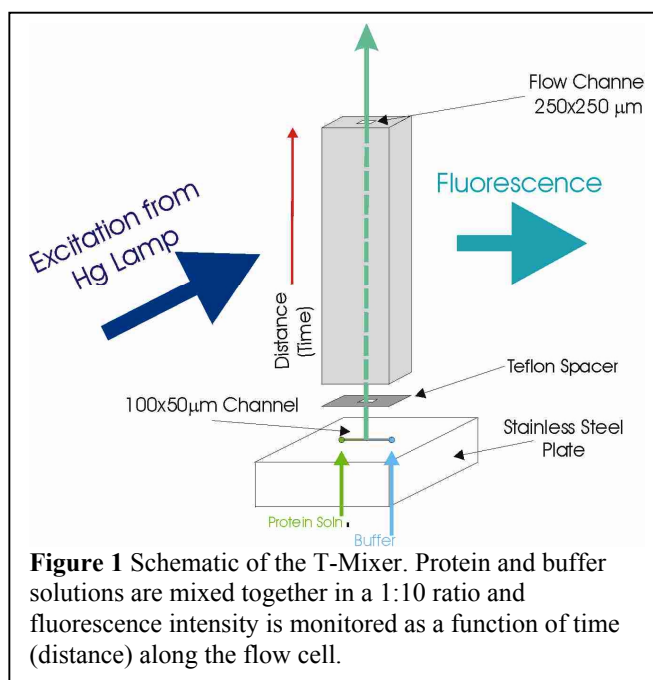 Flow Channe
250x250 µm
Fluorescence
Excitation from
Hg Lamp
Distance
(Time)
Teflon Spacer
100x50µm Channel
Stainless Steel
Plate
Protein Soln
Buffer
Figure 1 Schematic of the T-Mixer. Protein and buffer
solutions are mixed together in a 1:10 ratio and
fluorescence intensity is monitored as a function of time
(distance) along the flow cell.